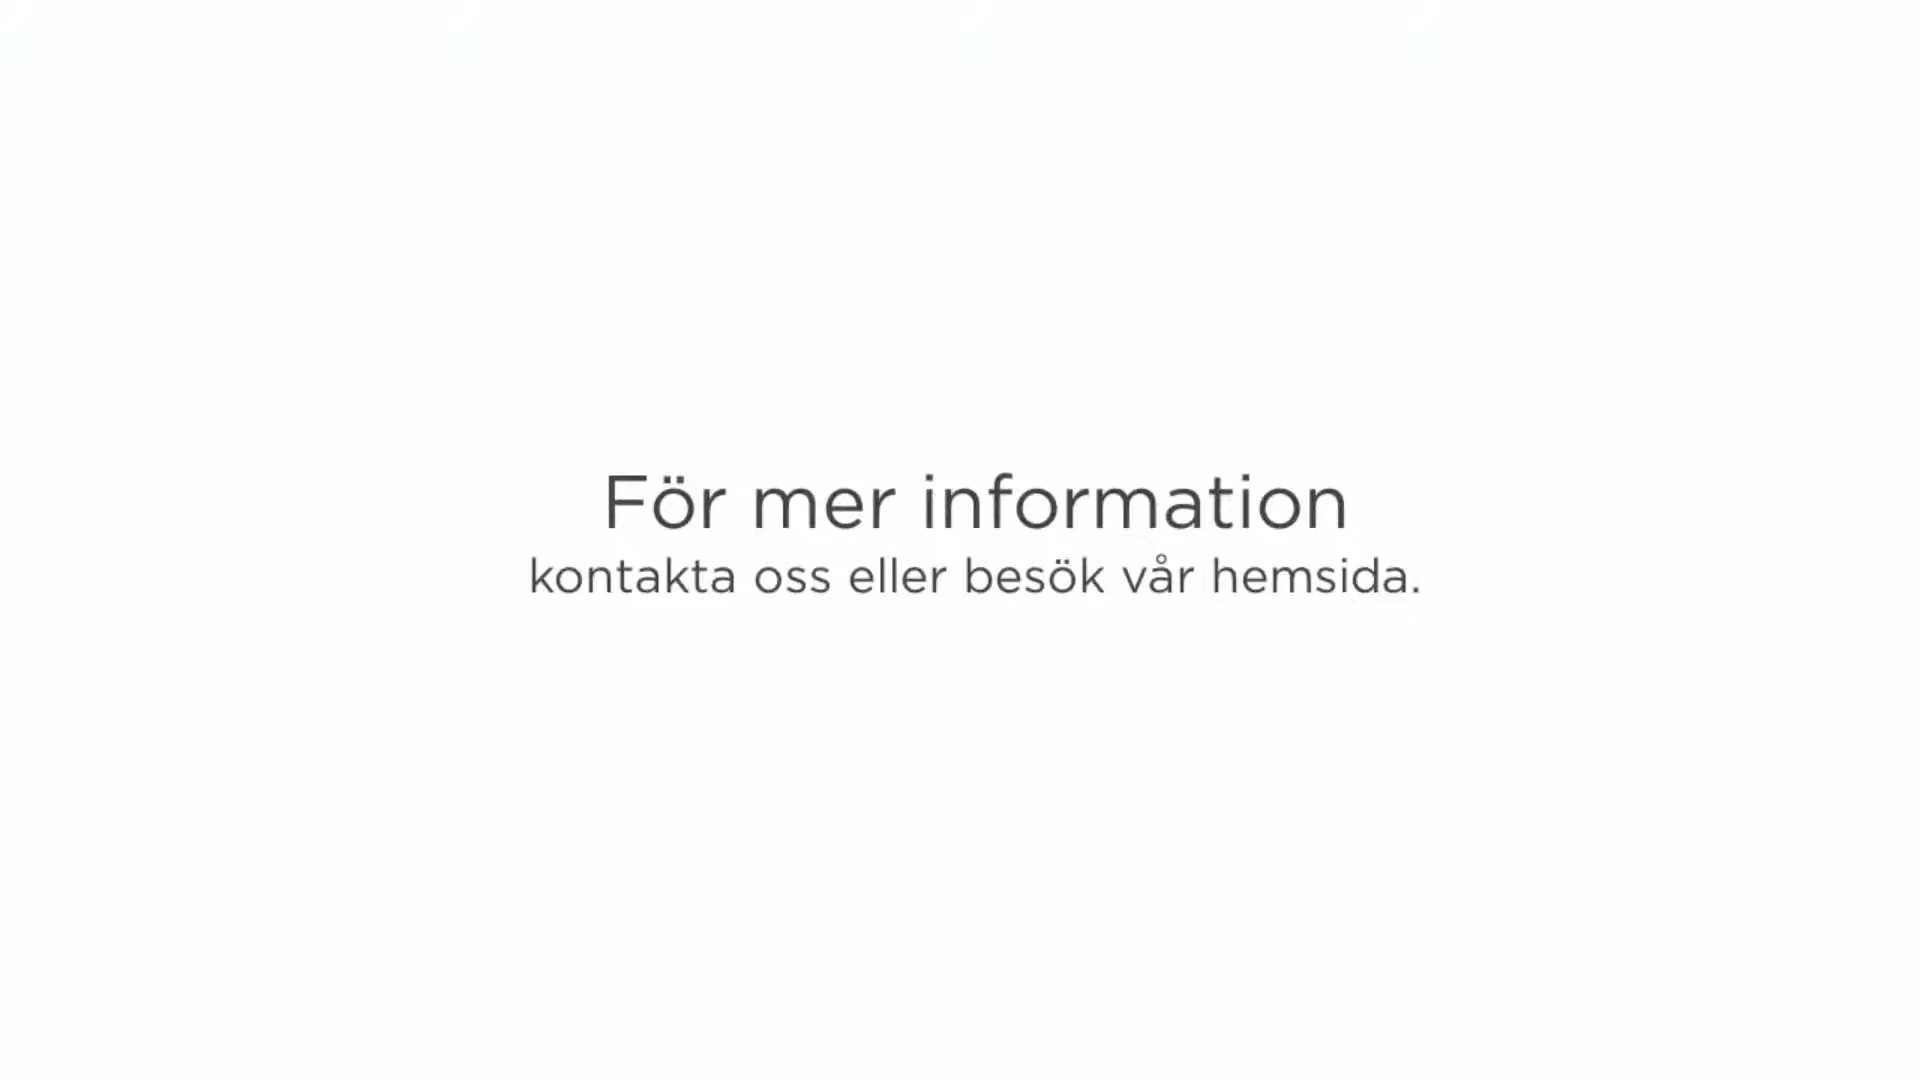 För mer information
kontakta oss eller besök vår hemsida.